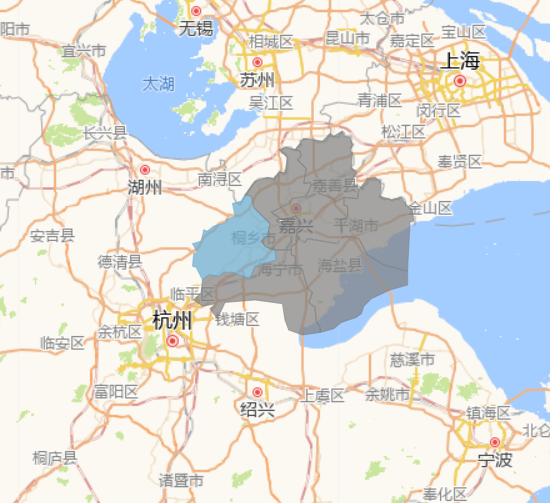 太仓市
无锡
阳市
宝山区
相城区
昆山市
嘉定区
宜兴市
上海
苏州
太湖
吴江区
青浦区
闵行区
松江区
长兴县
奉贤区
南浔区
湖州
嘉善县
金山区
嘉兴
平湖市
安吉县
桐乡市
德清县
海宁市
海盐县
临平区
杭州
钱塘区
余杭区
临安区
慈溪市
富阳区
余姚市
上虞区
绍兴
镇海区
北仑
桐庐县
宁波
诸暨市
奉化区